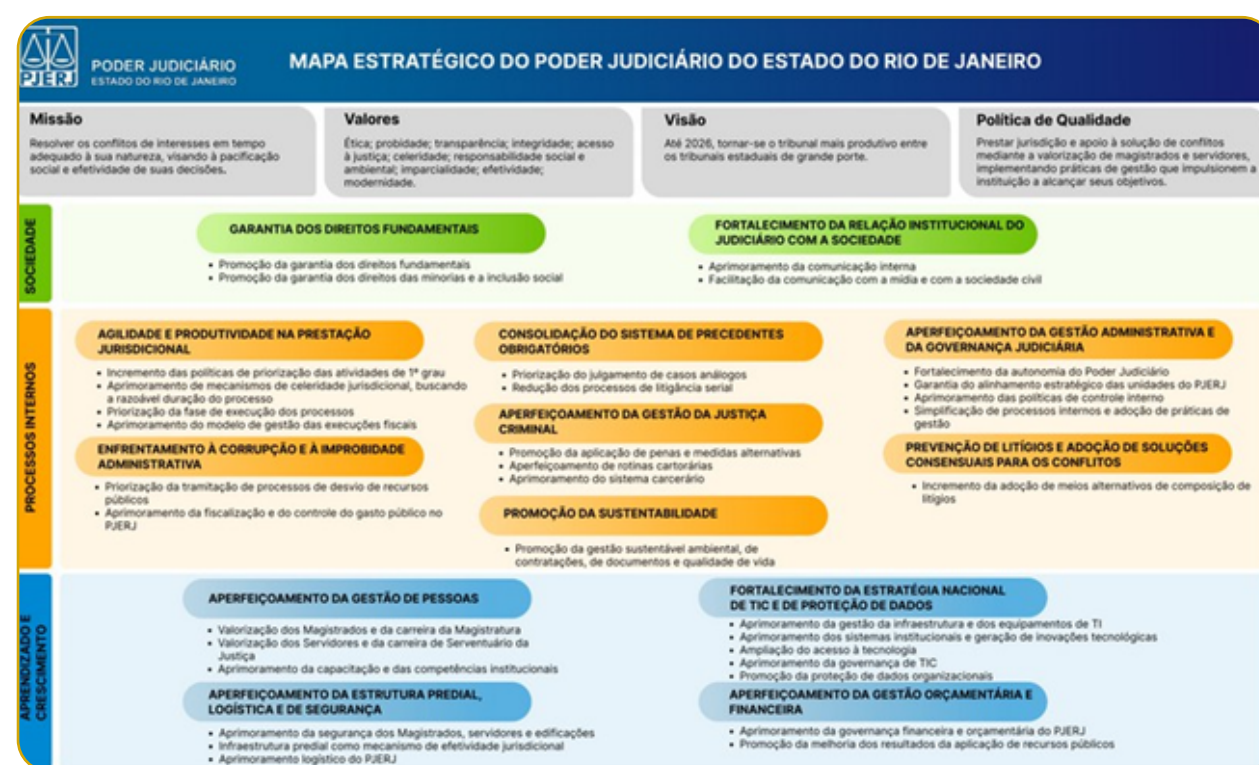 PJERJ
PODER JUDICIÁRIO
ESTADO DO RIO DE JANEIRO
MAPA ESTRATÉGICO DO PODER JUDICIÁRIO DO ESTADO DO RIO DE JANEIRO
Missão
Resolver os conflitos de interesses em tempo
adequado à sua natureza, visando à pacificação
social e efetividade de suas decisões.
Valores
Ética; probidade; transparência; integridade; acesso
à justiça; celeridade; responsabilidade social e
ambiental; imparcialidade; efetividade;
modernidade.
Visão
Até 2026, tornar-se o tribunal mais produtivo entre
os tribunais estaduais de grande porte.
Política de Qualidade
Prestar jurisdição e apoio à solução de conflitos
mediante a valorização de magistrados e servidores,
implementando práticas de gestão que impulsionem a
instituição a alcançar seus objetivos.
SOCIEDADE
GARANTIA DOS DIREITOS FUNDAMENTAIS
• Promoção da garantia dos direitos fundamentais
• Promoção da garantia dos direitos das minorias e a inclusão social
FORTALECIMENTO DA RELAÇÃO INSTITUCIONAL DO
JUDICIÁRIO COM A SOCIEDADE
• Aprimoramento da comunicação interna
• Facilitação da comunicação com a mídia e com a sociedade civil
PROCESSOS INTERNOS
AGILIDADE E PRODUTIVIDADE NA PRESTAÇÃO
JURISDICIONAL
• Incremento das políticas de priorização das atividades de 1º grau
• Aprimoramento de mecanismos de celeridade jurisdicional, buscando
a razoável duração do processo
• Priorização da fase de execução dos processos
• Aprimoramento do modelo de gestão das execuções fiscais
ENFRENTAMENTO À CORRUPÇÃO E À IMPROBIDADE
ADMINISTRATIVA
• Priorização da tramitação de processos de desvio de recursos
públicos
• Aprimoramento da fiscalização e do controle do gasto público no
PJERJ
CONSOLIDAÇÃO DO SISTEMA DE PRECEDENTES
OBRIGATÓRIOS
• Priorização do julgamento de casos análogos
• Redução dos processos de litigância serial
APERFEIÇOAMENTO DA GESTÃO DA JUSTIÇA
CRIMINAL
• Promoção da aplicação de penas e medidas alternativas
• Aperfeiçoamento de rotinas cartorárias
• Aprimoramento do sistema carcerário
PROMOÇÃO DA SUSTENTABILIDADE
• Promoção da gestão sustentável ambiental, de
contratações, de documentos e qualidade de vida
APERFEIÇOAMENTO DA GESTÃO ADMINISTRATIVA E
DA GOVERNANÇA JUDICIÁRIA
• Fortalecimento da autonomia do Poder Judiciário
• Garantia do alinhamento estratégico das unidades do PJERJ
• Aprimoramento das políticas de controle interno
• Simplificação de processos internos e adoção de práticas de
gestão
PREVENÇÃO DE LITÍGIOS E ADOÇÃO DE SOLUÇÕES
CONSENSUAIS PARA OS CONFLITOS
• Incremento da adoção de meios alternativos de composição de
litígios
APRENDIZADO E
CRESCIMENTO
APERFEIÇOAMENTO DA GESTÃO DE PESSOAS
• Valorização dos Magistrados e da carreira da Magistratura
• Valorização dos Servidores e da carreira de Serventuário da
Justiça
• Aprimoramento da capacitação e das competências institucionais
APERFEIÇOAMENTO DA ESTRUTURA PREDIAL,
LOGÍSTICA E DE SEGURANÇA
• Aprimoramento da segurança dos Magistrados, servidores e edificações
• Infraestrutura predial como mecanismo de efetividade jurisdicional
• Aprimoramento logístico do PJERJ
FORTALECIMENTO DA ESTRATÉGIA NACIONAL
DE TIC E DE PROTEÇÃO DE DADOS
• Aprimoramento da gestão da infraestrutura e dos equipamentos de TI
• Aprimoramento dos sistemas institucionais e geração de inovações tecnológicas
• Ampliação do acesso à tecnologia
• Aprimoramento da governança de TIC
• Promoção da proteção de dados organizacionais
APERFEIÇOAMENTO DA GESTÃO ORÇAMENTÁRIA E
FINANCEIRA
• Aprimoramento da governança financeira e orçamentária do PJERJ
• Promoção da melhoria dos resultados da aplicação de recursos públicos